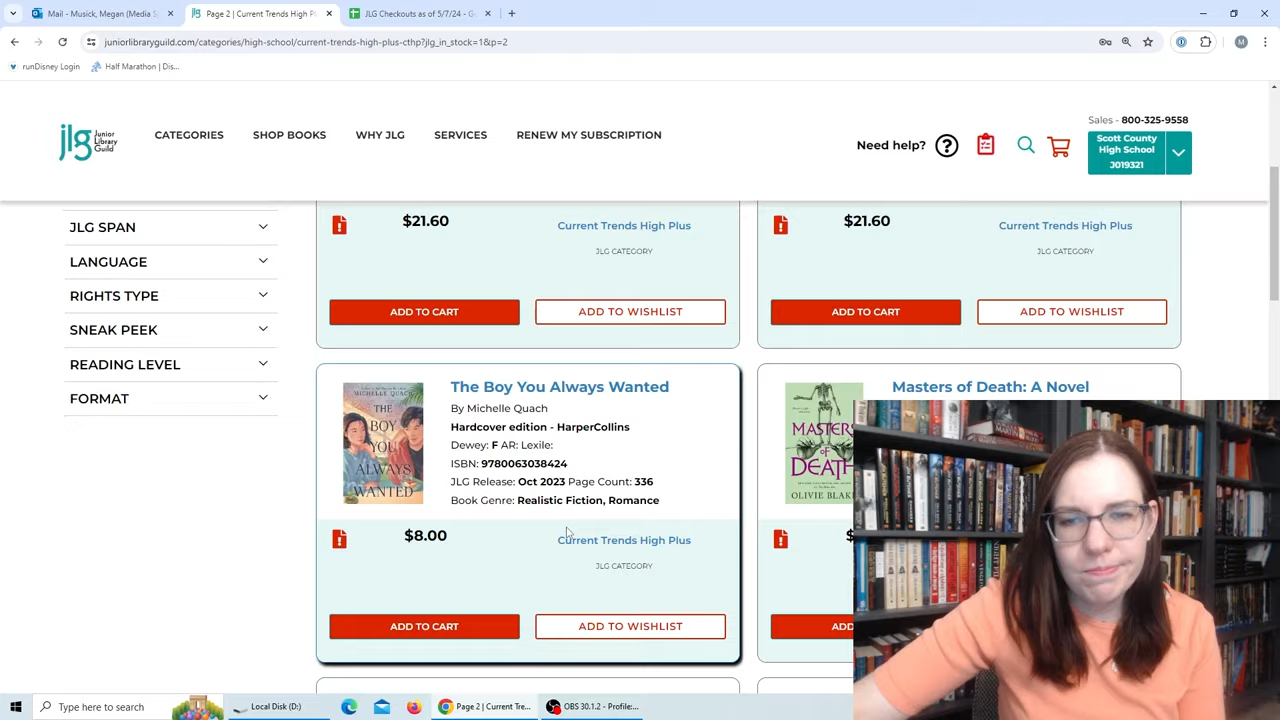 Mail - Musick, Megan (Media S
Page 2 | Current Trends High P
JLG Checkouts as of 5/7/24 - G
juniorlibraryguild.com/categories/high-school/current-trends-high-plus-cthp?jlg_in_stock=1&p=2
runDisney Login
Half Marathon | Dis...
jlg Junior Library Guild
CATEGORIES
SHOP BOOKS
WHY JLG
SERVICES
RENEW MY SUBSCRIPTION
Need help?
Sales - 800-325-9558
Scott County
High School
J019321
JLG SPAN
LANGUAGE
RIGHTS TYPE
SNEAK PEEK
READING LEVEL
FORMAT
$21.60
Current Trends High Plus
JLG CATEGORY
ADD TO CART
ADD TO WISHLIST
$21.60
Current Trends High Plus
JLG CATEGORY
ADD TO CART
ADD TO WISHLIST
MICHELLE QUACH
THE
BOY
YOU
ALWAYS
WANTED
The Boy You Always Wanted
By Michelle Quach
Hardcover edition - HarperCollins
Dewey: F AR: Lexile:
ISBN: 9780063038424
JLG Release: Oct 2023 Page Count: 336
Book Genre: Realistic Fiction, Romance
$8.00
Current Trends High Plus
JLG CATEGORY
ADD TO CART
ADD TO WISHLIST
Masters of Death: A Novel
MASTERS
OF
DEATH
OLIVIE BLAKE
$
ADD
Type here to search
Local Disk (D:)
Page 2 | Current Tre...
OBS 30.1.2 - Profile:...